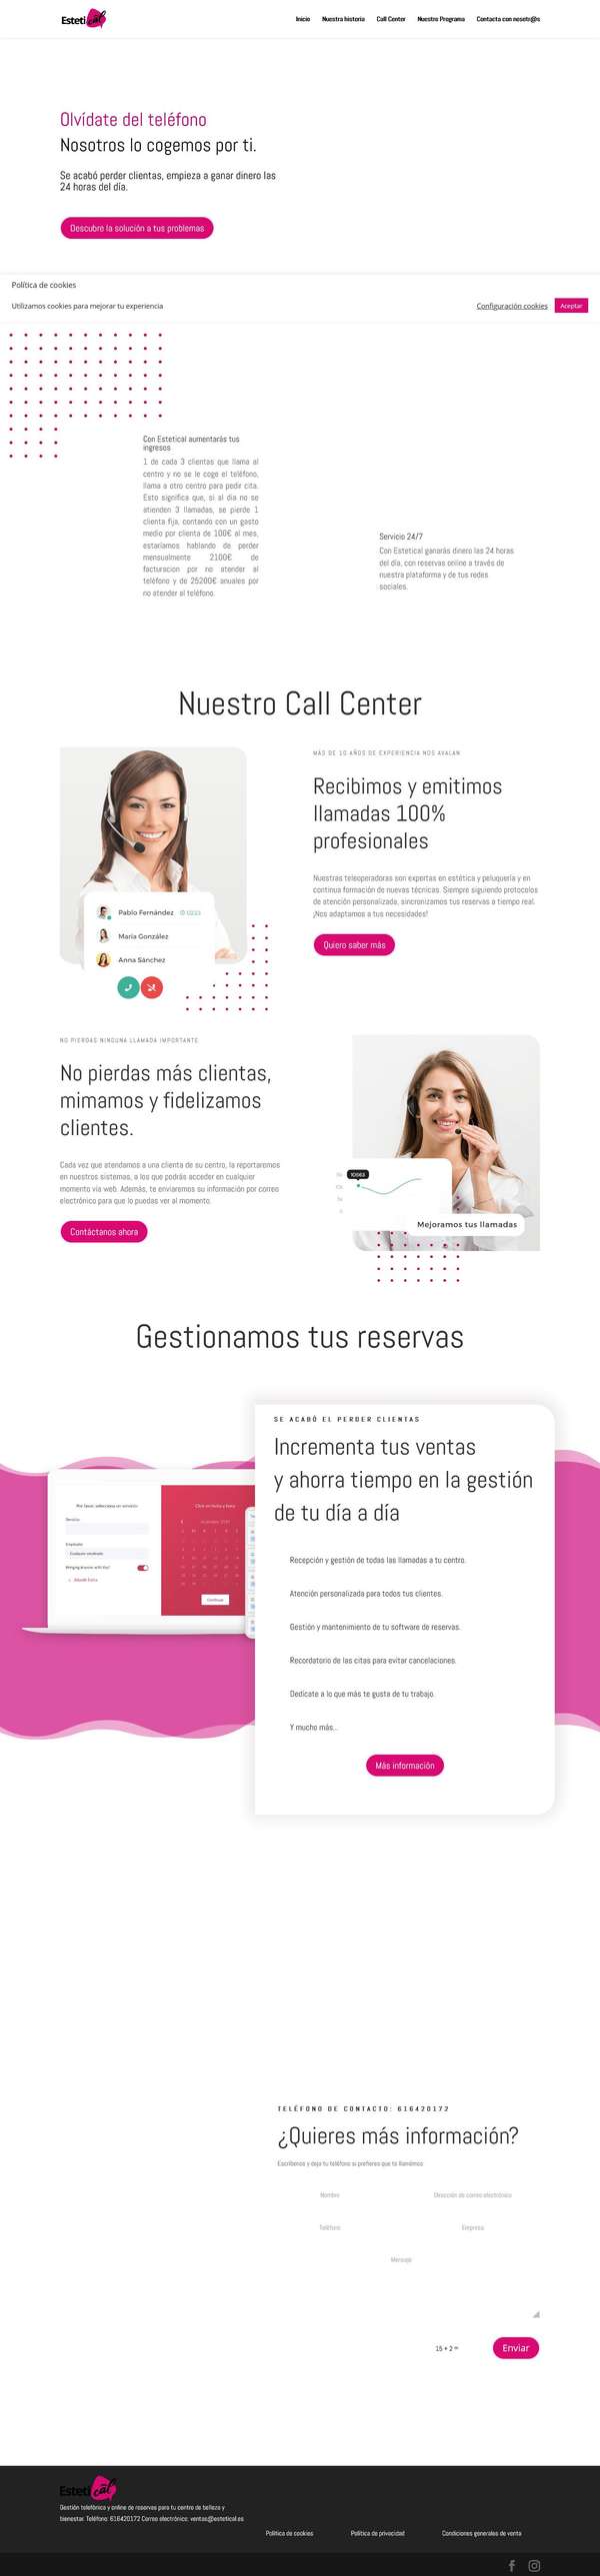 Estetical
Inicio
Nuestra historia
Call Center
Nuestro Programa
Contacta con nosotr@s
Olvídate del teléfono
Nosotros lo cogemos por ti.
Se acabó perder clientas, empieza a ganar dinero las
24 horas del día.
Descubre la solución a tus problemas
Política de cookies
Utilizamos cookies para mejorar tu experiencia
Configuración cookies
Aceptar
Con Estetical aumentarás tus
ingresos
1 de cada 3 clientas que llama al
centro y no se le coge el teléfono,
llama a otro centro para pedir cita.
Esto significa que, si al dia no se
atienden 3 llamadas, se pierde 1
clienta fija, contando con un gasto
medio por clienta de 100€ al mes,
estaríamos hablando de perder
mensualmente 2100€ de
facturacion por no atender al
teléfono y de 25200€ anuales por
no atender al teléfono.
Servicio 24/7
Con Estetical ganarás dinero las 24 horas
del día, con reservas online a través de
nuestra plataforma y de tus redes
sociales.
Nuestro Call Center
MÁS DE 10 AÑOS DE EXPERIENCIA NOS AVALAN
Recibimos y emitimos
llamadas 100%
profesionales
Nuestras teleoperadoras son expertas en estética y peluquería y en
continua formación de nuevas técnicas. Siempre siguiendo protocolos
de atención personalizada, sincronizamos tus reservas a tiempo real.
¡Nos adaptamos a tus necesidades!
Quiero saber más
Pablo Fernández
María González
Anna Sánchez
NO PIERDAS NINGUNA LLAMADA IMPORTANTE
No pierdas más clientas,
mimamos y fidelizamos
clientes.
Cada vez que atendamos a una clienta de su centro, la reportaremos
en nuestros sistemas, a los que podrás acceder en cualquier
momento vía web. Además, te enviaremos su información por correo
electrónico para que lo puedas ver al momento.
Contáctanos ahora
Mejoramos tus llamadas
Gestionamos tus reservas
SE ACABÓ EL PERDER CLIENTAS
Incrementa tus ventas
y ahorra tiempo en la gestión
de tu día a día
Recepción y gestión de todas las llamadas a tu centro.
Atención personalizada para todos tus clientes.
Gestión y mantenimiento de tu software de reservas.
Recordatorio de las citas para evitar cancelaciones.
Dedícate a lo que más te gusta de tu trabajo.
Y mucho más...
Más información
Por favor, selecciona un servicio
Servicio
Continuar
TELÉFONO DE CONTACTO: 616420172
¿Quieres más información?
Escríbenos y deja tu teléfono si prefieres que te llamémos
Nombre
Dirección de correo electrónico
Teléfono
Empresa
Mensaje
15 + 2 =
Enviar
Estetical
Gestión telefónica y online de reservas para tu centro de belleza y
bienestar. Teléfono: 616420172 Correo electrónico: ventas@estetical.es
Política de cookies
Política de privacidad
Condiciones generales de venta